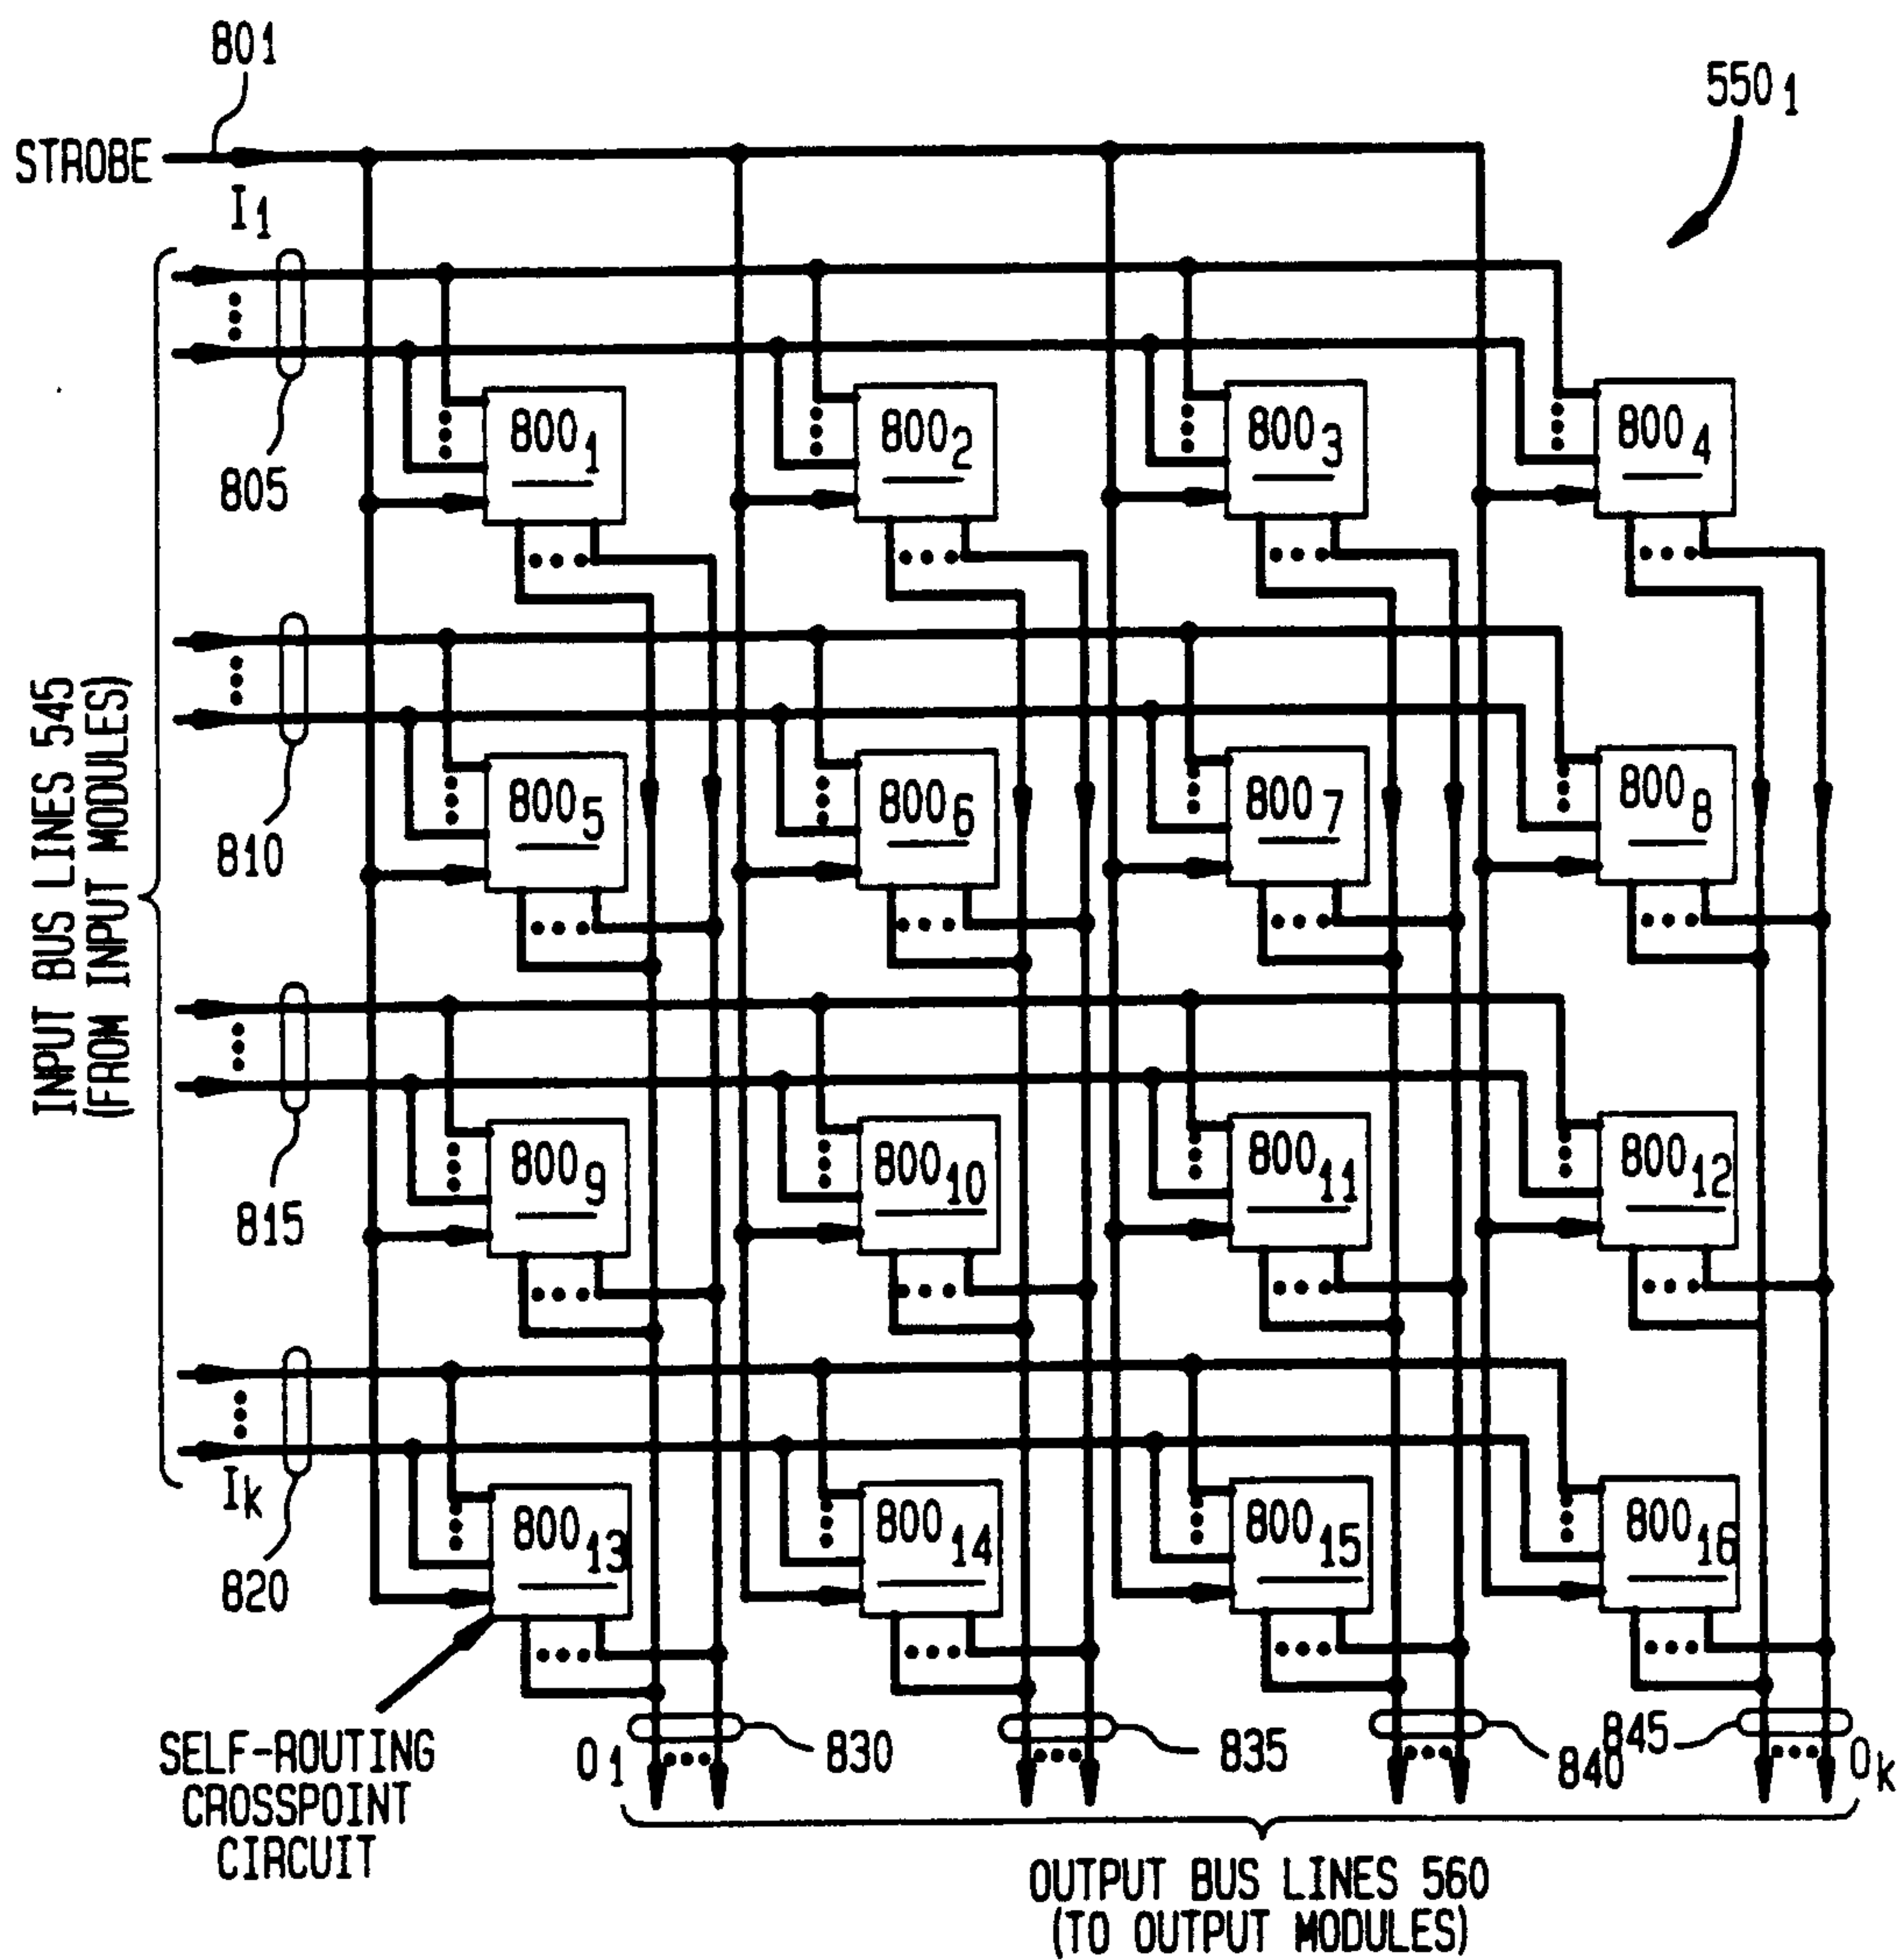 801
550 1
STROBE
I1
805
800 1
800 2
800 3
800 4
INPUT BUS LINES 545
(FROM INPUT MODULES)
810
800 5
800 6
800 7
800 8
815
800 9
800 10
800 11
800 12
Ik
820
800 13
800 14
800 15
800 16
SELF-ROUTING
CROSSPOINT
CIRCUIT
O1
830
835
840
845
Ok
OUTPUT BUS LINES 560
(TO OUTPUT MODULES)